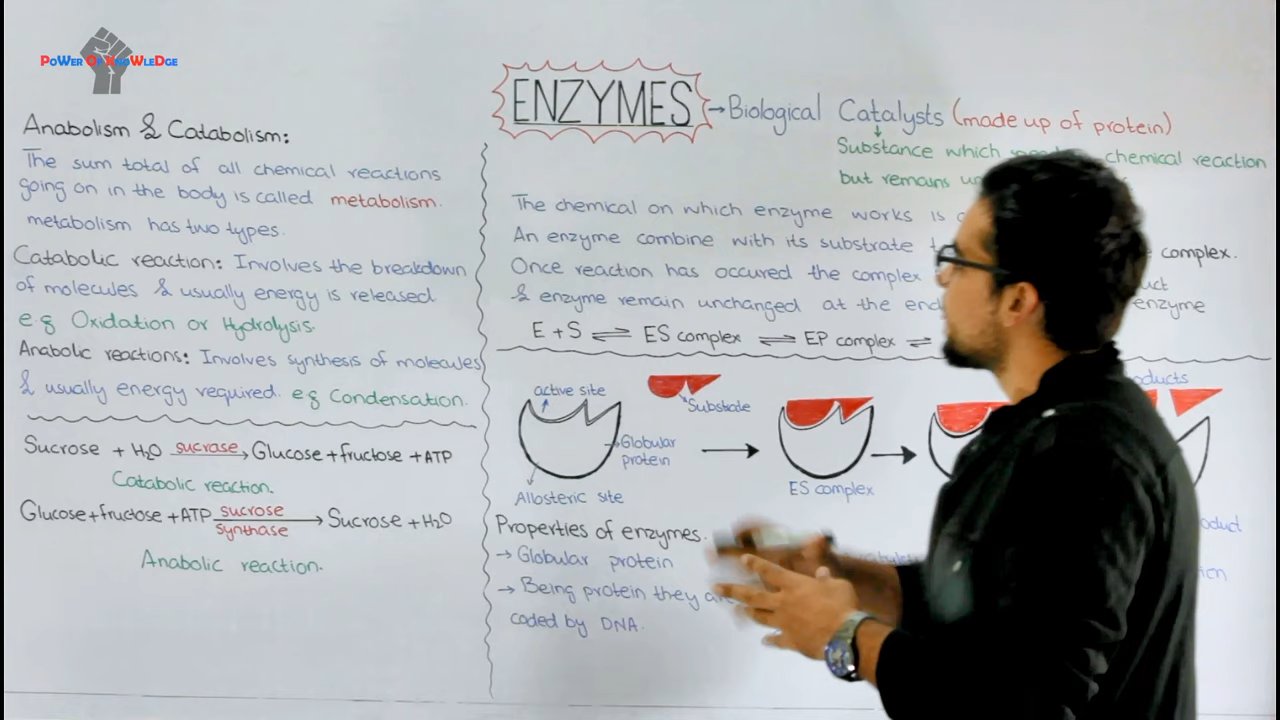 PoWer Of KnoWleDge
Anabolism & Catabolism:
The sum total of all chemical reactions
going on in the body is called metabolism.
metabolism has two types.
Catabolic reaction: Involves the breakdown
of molecules & usually energy is released
e.g Oxidation or Hydrolysis.
Anabolic reactions: Involves synthesis of molecules
& usually energy required. eg Condensation.
Sucrose + H2O sucrase → Glucose + fructose + ATP
Catabolic reaction.
Glucose + fructose + ATP sucrose synthase → Sucrose + H2O
Anabolic reaction.
ENZYMES → Biological Catalysts (made up of protein)
Substance which chemical reaction
but remains
The chemical on which enzyme works is
An enzyme combine with its substrate complex.
Once reaction has occured the complex
& enzyme remain unchanged at the end enzyme
E + S ⇌ ES complex ⇌ EP complex ⇌
active site
Substrate
Globular
protein
Allosteric site
ES complex
Properties of enzymes.
→ Globular protein
→ Being protein they
coded by DNA.